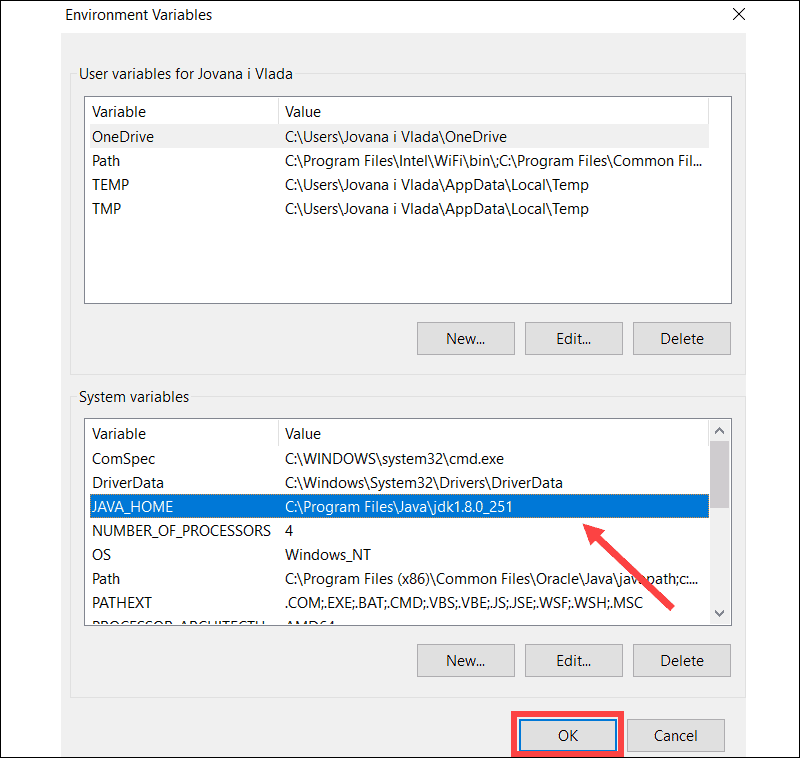 Environment Variables
User variables for Jovana i Vlada
Variable Value
OneDrive C:\Users\Jovana i Vlada\OneDrive
Path C:\Program Files\Intel\WiFi\bin\;C:\Program Files\Common Fil...
TEMP C:\Users\Jovana i Vlada\AppData\Local\Temp
TMP C:\Users\Jovana i Vlada\AppData\Local\Temp
New... Edit... Delete
System variables
Variable Value
ComSpec C:\WINDOWS\system32\cmd.exe
DriverData C:\Windows\System32\Drivers\DriverData
JAVA_HOME C:\Program Files\Java\jdk1.8.0_251
NUMBER_OF_PROCESSORS 4
OS Windows_NT
Path C:\Program Files (x86)\Common Files\Oracle\Java\javapath;c:...
PATHEXT .COM;.EXE;.BAT;.CMD;.VBS;.VBE;.JS;.JSE;.WSF;.WSH;.MSC
New... Edit... Delete
OK Cancel